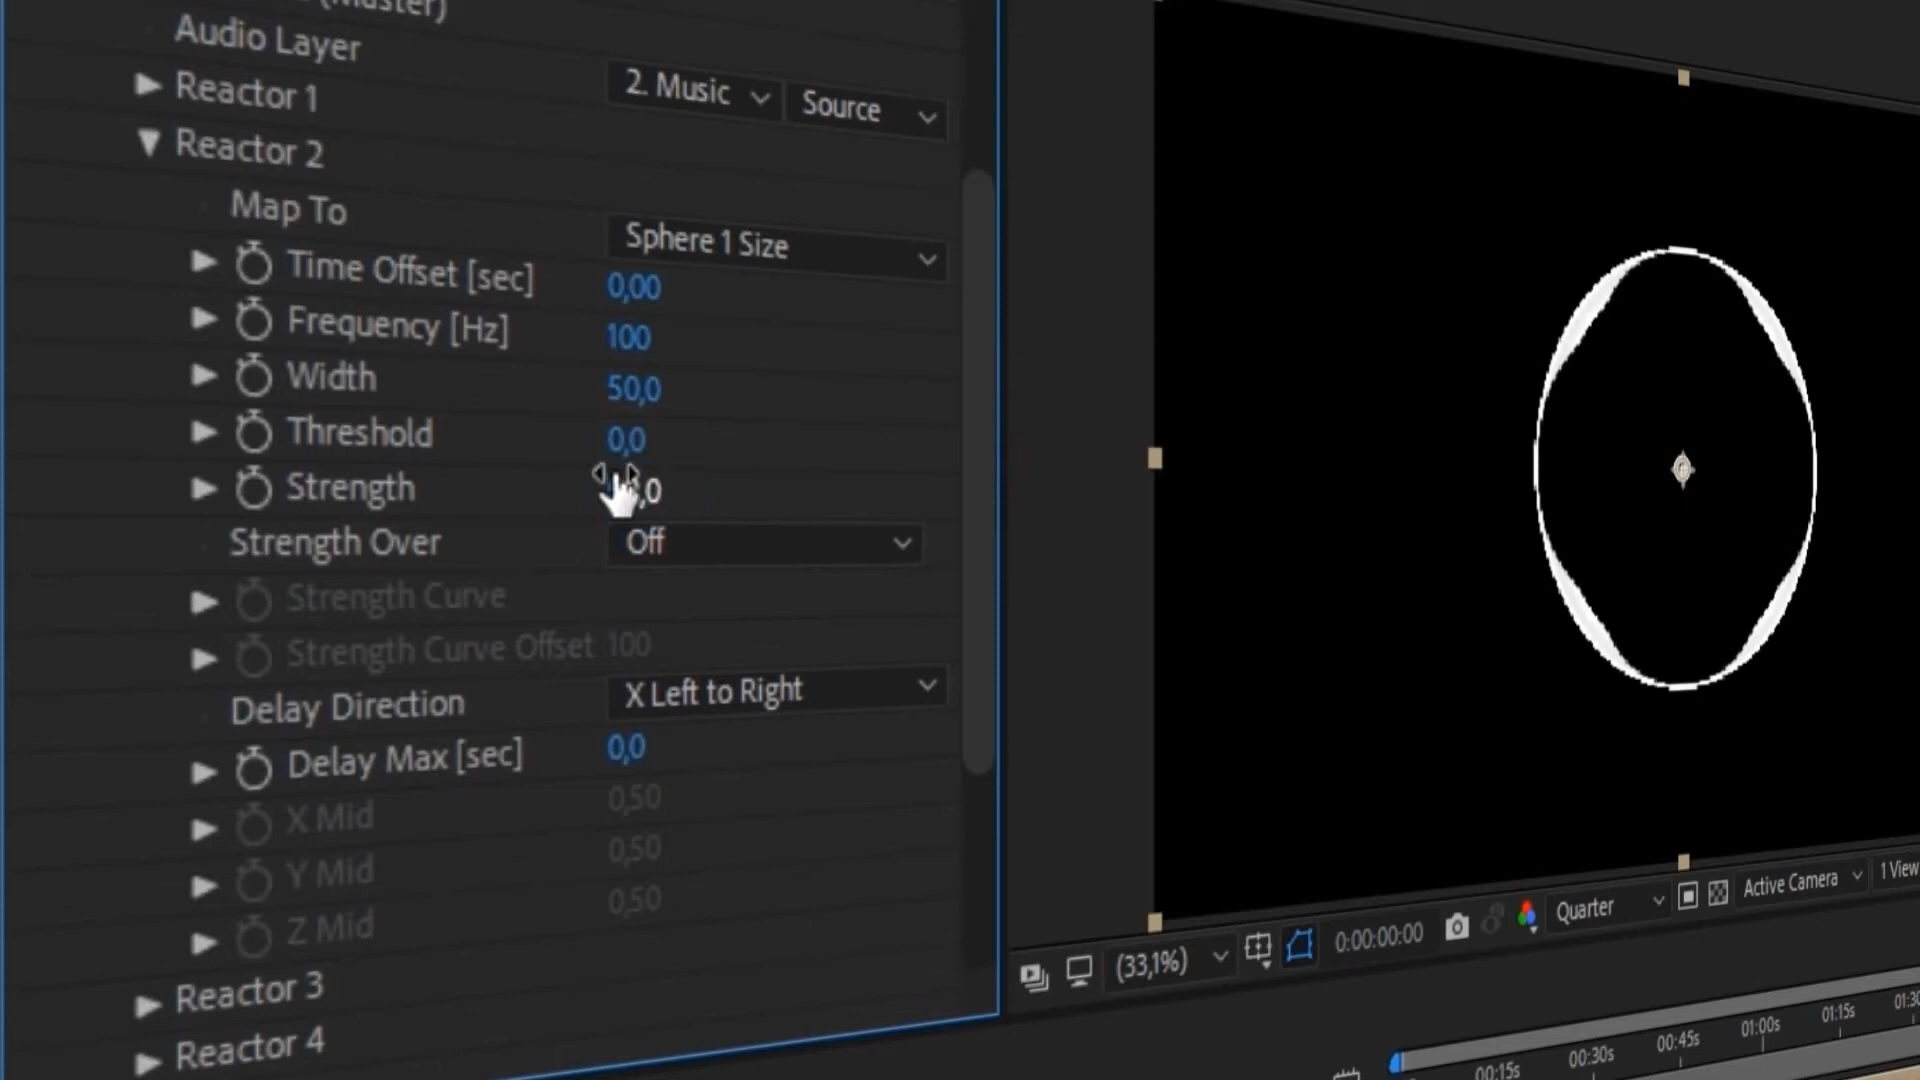 (Master)
Audio Layer
2. Music
Source
Reactor 1
Reactor 2
Map To
Sphere 1 Size
Time Offset [sec]
0,00
Frequency [Hz]
100
Width
50,0
Threshold
0,0
Strength
Strength Over
Off
Strength Curve
Strength Curve Offset
100
Delay Direction
X Left to Right
Delay Max [sec]
0,0
X Mid
0,50
Y Mid
0,50
Z Mid
0,50
Reactor 3
Reactor 4
(33,1%)
0:00:00:00
Quarter
Active Camera
1 View
00:15s
00:30s
00:45s
01:00s
01:15s